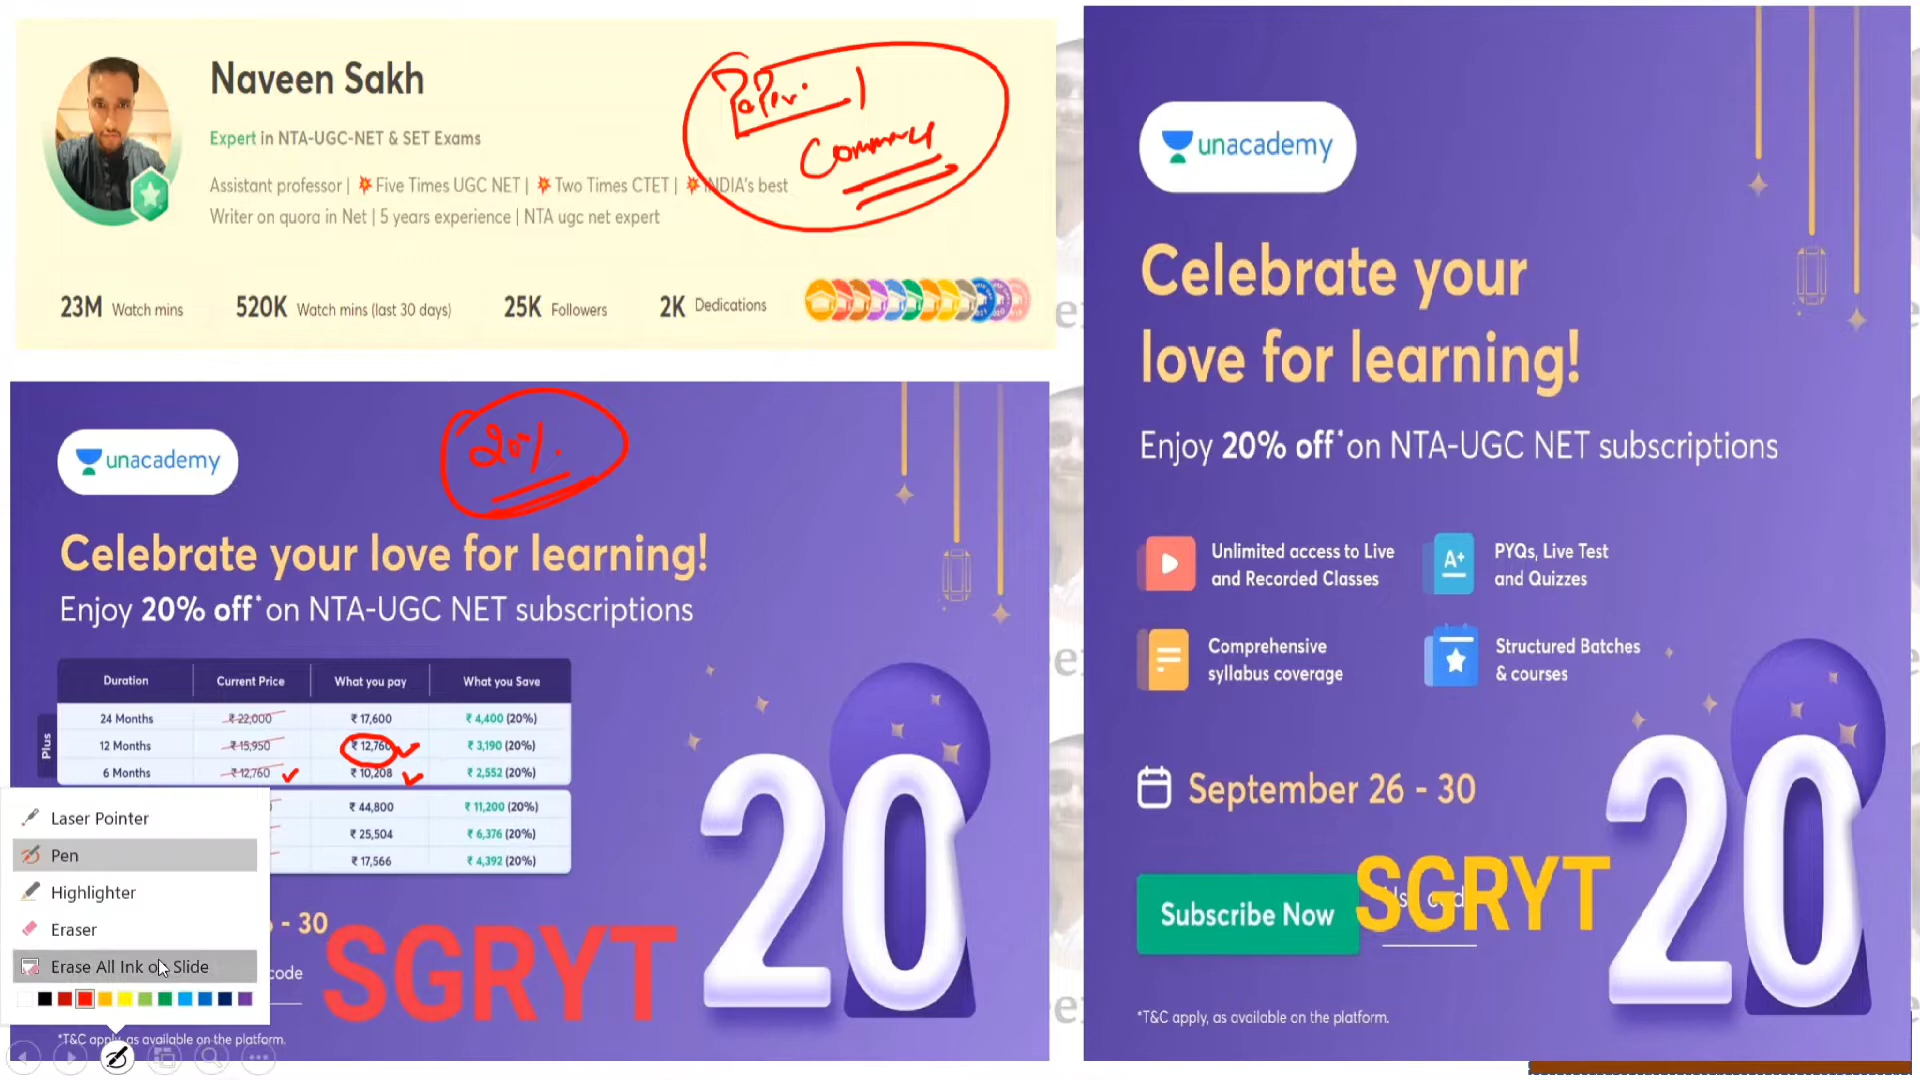 Naveen Sakh
Expert in NTA-UGC-NET & SET Exams
Assistant professor | 💥Five Times UGC NET | 💥Two Times CTET | 💥INDIA's best
Writer on quora in Net | 5 years experience | NTA ugc net expert
23M Watch mins 520K Watch mins (last 30 days) 25K Followers 2K Dedications
PaPer 1
unacademy
20%
Celebrate your love for learning!
Enjoy 20% off* on NTA-UGC NET subscriptions
Duration Current Price What you pay What you Save
Plus
24 Months ₹ 22,000 ₹ 17,600 ₹ 4,400 (20%)
12 Months ₹ 15,950 ₹ 12,760 ₹ 3,190 (20%)
6 Months ₹ 12,760 ₹ 10,208 ₹ 2,552 (20%)
₹ 44,800 ₹ 11,200 (20%)
₹ 25,504 ₹ 6,376 (20%)
₹ 17,566 ₹ 4,392 (20%)
- 30
code
SGRYT
20
*T&C apply, as available on the platform.
Laser Pointer
Pen
Highlighter
Eraser
Erase All Ink on Slide
unacademy
Celebrate your
love for learning!
Enjoy 20% off* on NTA-UGC NET subscriptions
Unlimited access to Live
and Recorded Classes
PYQs, Live Test
and Quizzes
Comprehensive
syllabus coverage
Structured Batches
& courses
September 26 - 30
Subscribe Now
SGRYT
20
*T&C apply, as available on the platform.